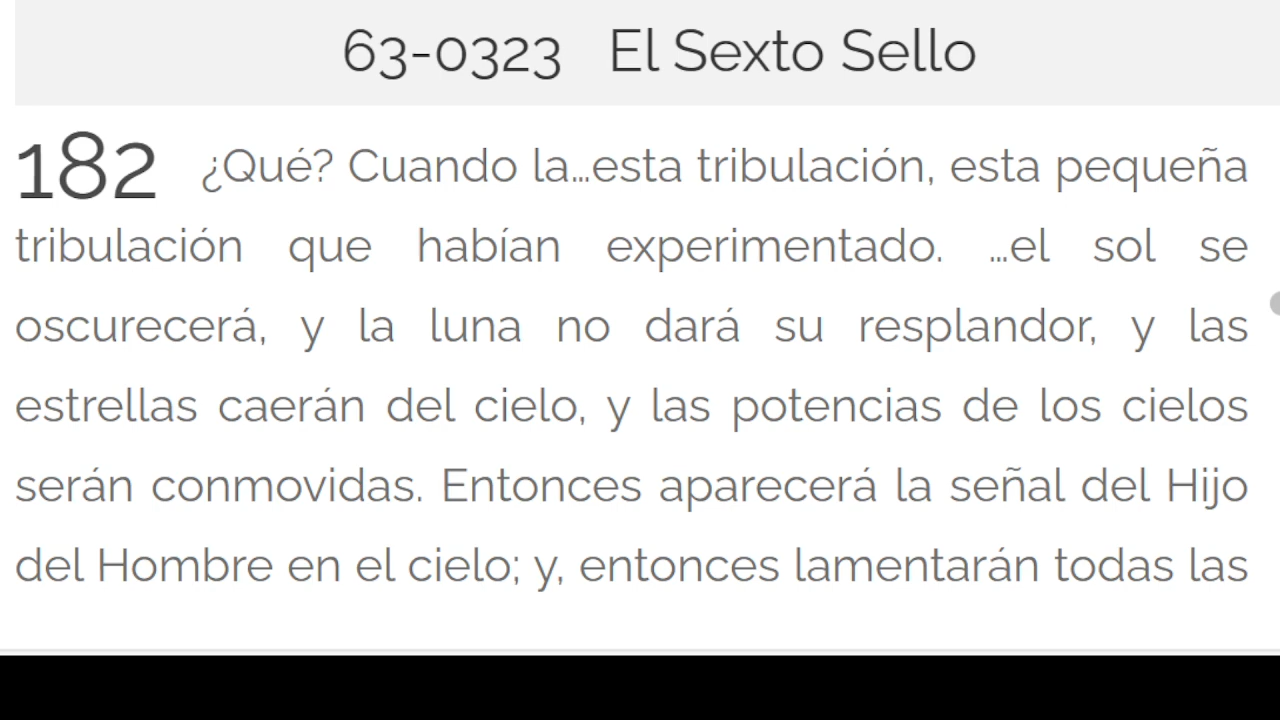 63-0323 El Sexto Sello
182 ¿Qué? Cuando la...esta tribulación, esta pequeña
tribulación que habían experimentado. ...el sol se
oscurecerá, y la luna no dará su resplandor, y las
estrellas caerán del cielo, y las potencias de los cielos
serán conmovidas. Entonces aparecerá la señal del Hijo
del Hombre en el cielo; y, entonces lamentarán todas las